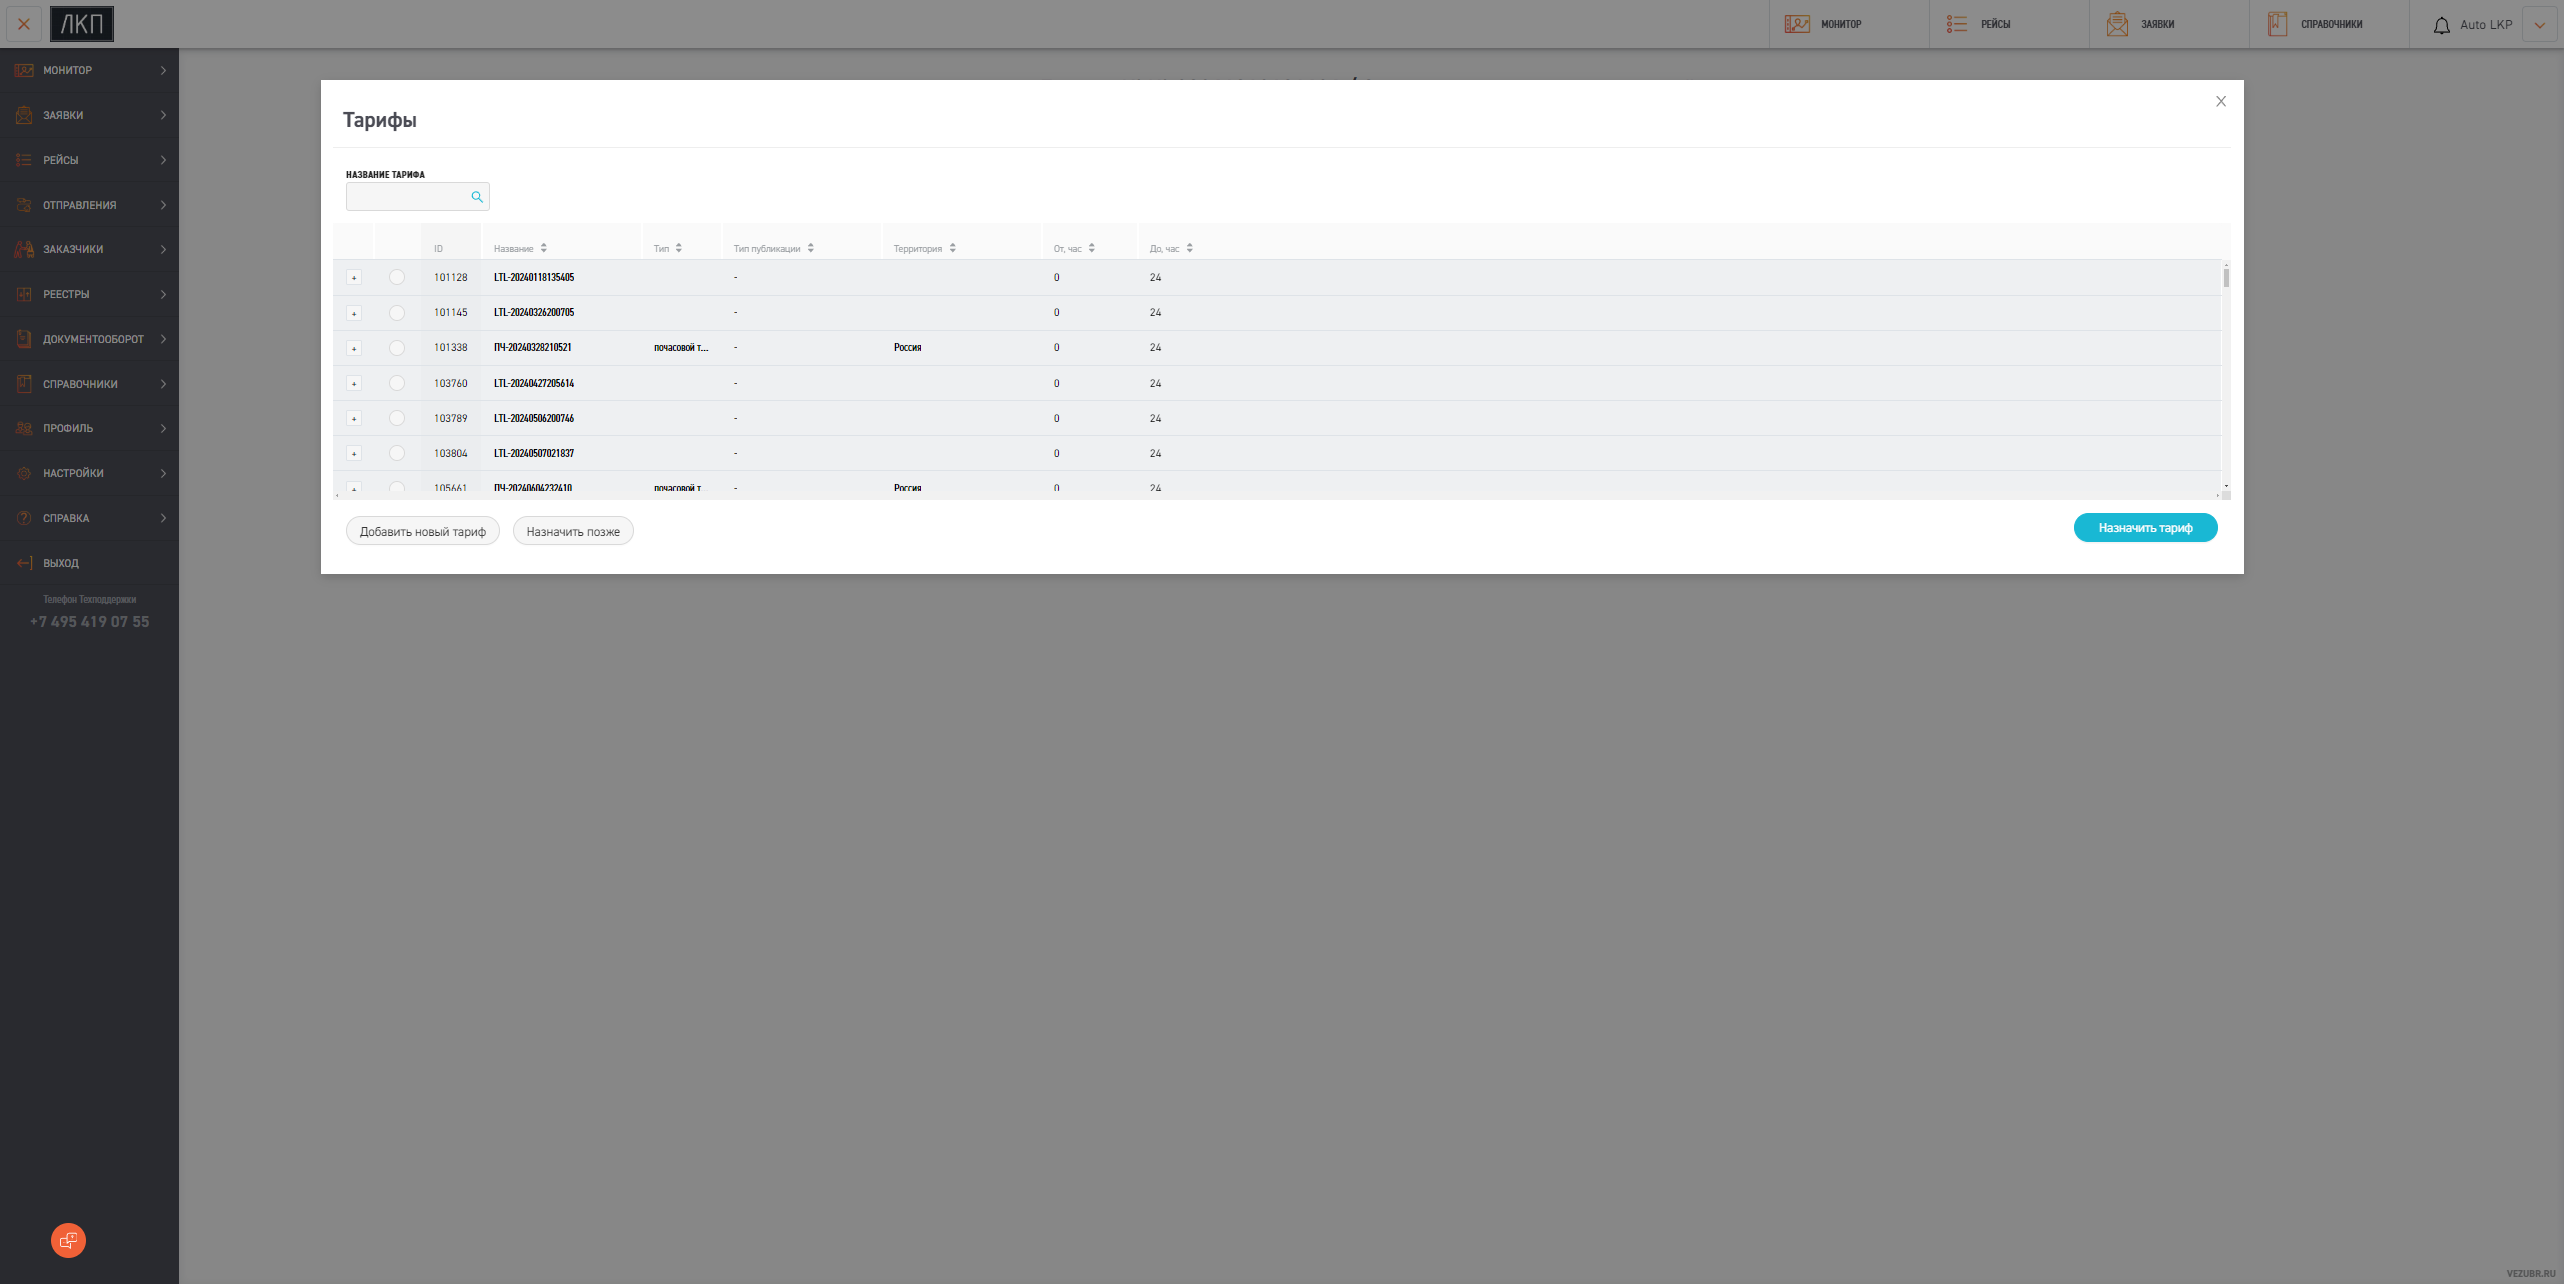 ЛКП
МОНИТОР
РЕЙСЫ
ЗАЯВКИ
СПРАВОЧНИКИ
Auto LKP
МОНИТОР
ЗАЯВКИ
РЕЙСЫ
ОТПРАВЛЕНИЯ
ЗАКАЗЧИКИ
РЕЕСТРЫ
ДОКУМЕНТООБОРОТ
СПРАВОЧНИКИ
ПРОФИЛЬ
НАСТРОЙКИ
СПРАВКА
ВЫХОД
Телефон Техподдержки
+7 495 419 07 55
Тарифы
НАЗВАНИЕ ТАРИФА
ID Название Тип Тип публикации Территория От, час До, час
+ 101128 LTL-20240118135405 - 0 24
+ 101145 LTL-20240326200705 - 0 24
+ 101338 ПЧ-20240328210521 почасовой т... - Россия 0 24
+ 103760 LTL-20240427205614 - 0 24
+ 103789 LTL-20240506200746 - 0 24
+ 103804 LTL-20240507021837 - 0 24
+ 105661 ПЧ-20240604232410 почасовой т... - Россия 0 24
Добавить новый тариф
Назначить позже
Назначить тариф
VEZUBR.RU